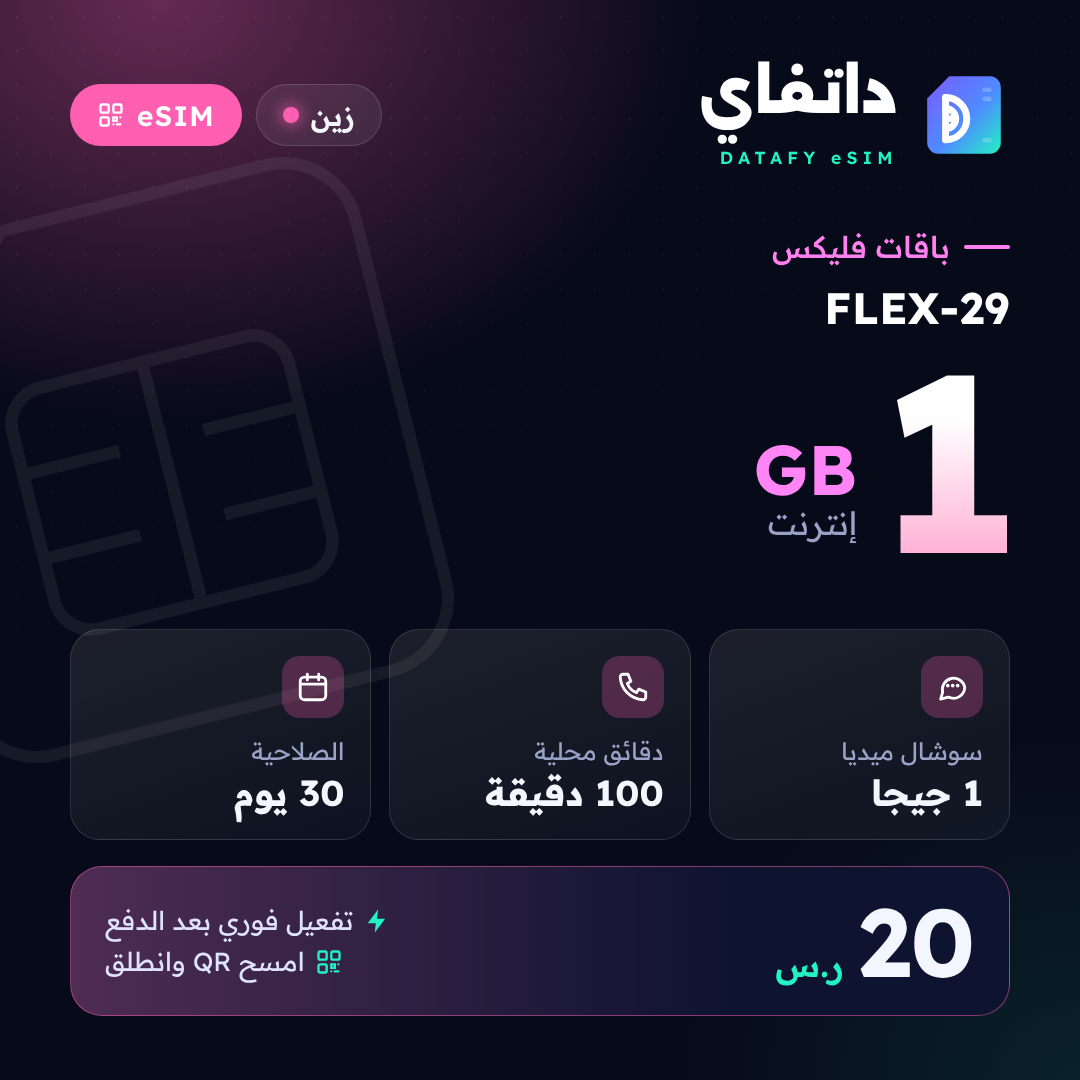 داتفاي
DATAFY eSIM
زين
eSIM
باقات فليكس
FLEX-29
1 GB
إنترنت
سوشال ميديا
1 جيجا
دقائق محلية
100 دقيقة
الصلاحية
30 يوم
20 ر.س
تفعيل فوري بعد الدفع
امسح QR وانطلق